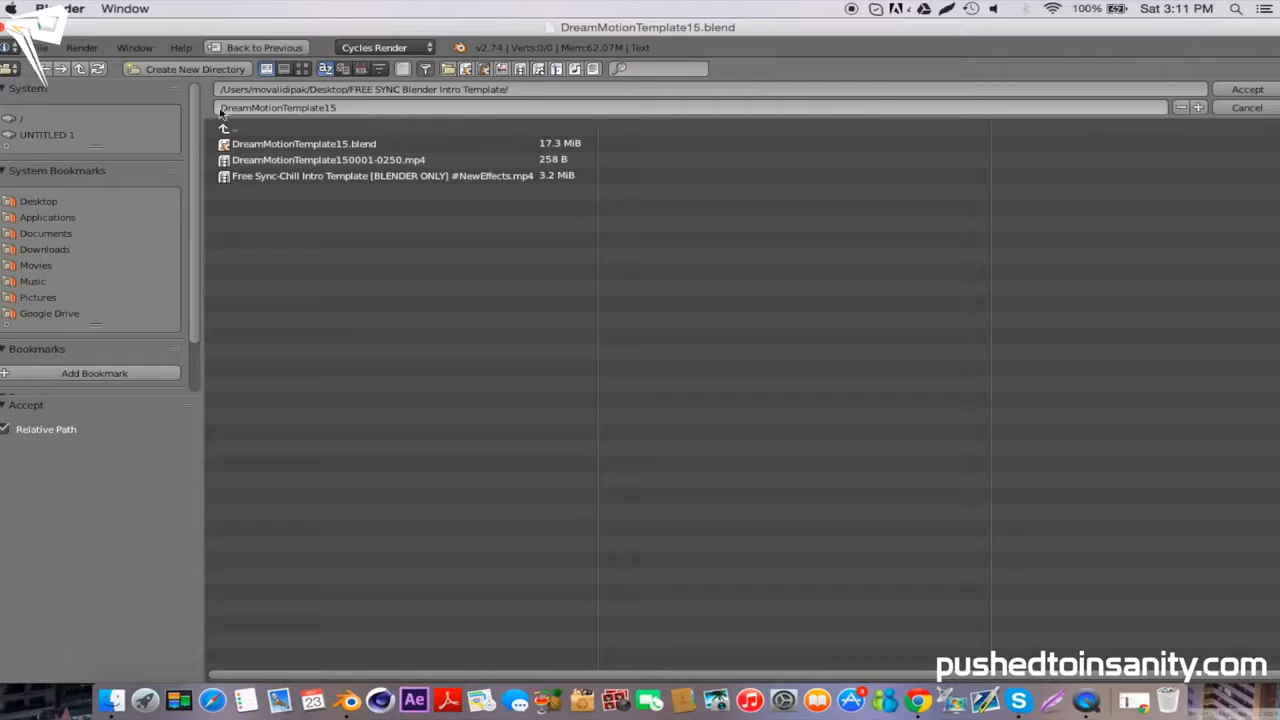 Window
100%
Sat 3:11 PM
DreamMotionTemplate15.blend
Render
Window
Help
Back to Previous
Cycles Render
v2.74 | Verts:0/0 | Mem:62.07M | Text
Create New Directory
System
/Users/movalidipak/Desktop/FREE SYNC Blender Intro Template/
Accept
DreamMotionTemplate15
Cancel
/
UNTITLED 1
..
DreamMotionTemplate15.blend 17.3 MiB
DreamMotionTemplate150001-0250.mp4 258 B
Free Sync-Chill Intro Template [BLENDER ONLY] #NewEffects.mp4 3.2 MiB
System Bookmarks
Desktop
Applications
Documents
Downloads
Movies
Music
Pictures
Google Drive
Bookmarks
Add Bookmark
Accept
Relative Path
pushedtoinsanity.com
23
Ae